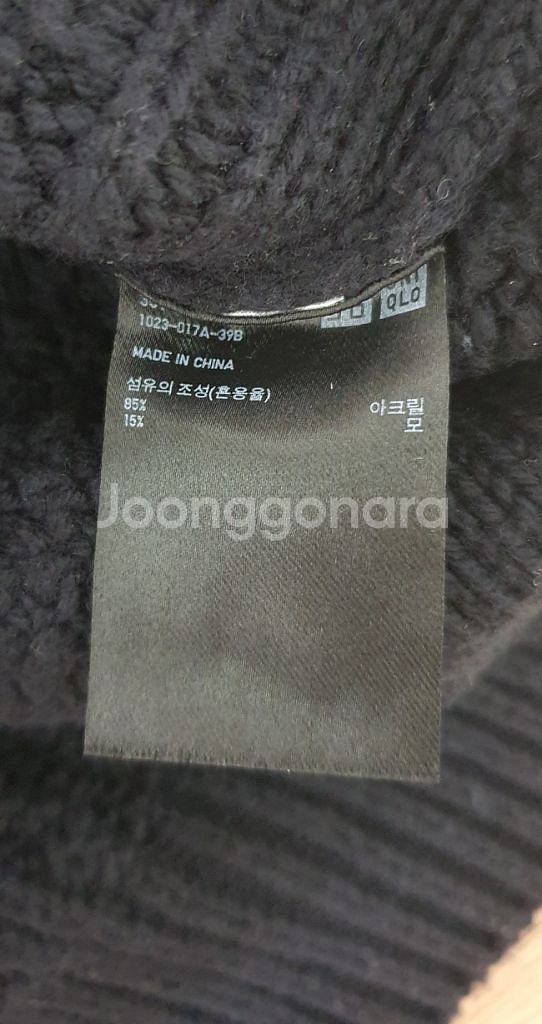 QLO
1023-017A-39B
MADE IN CHINA
섬유의 조성(혼용율)
85% 아크릴
15% 모
Joonggonara